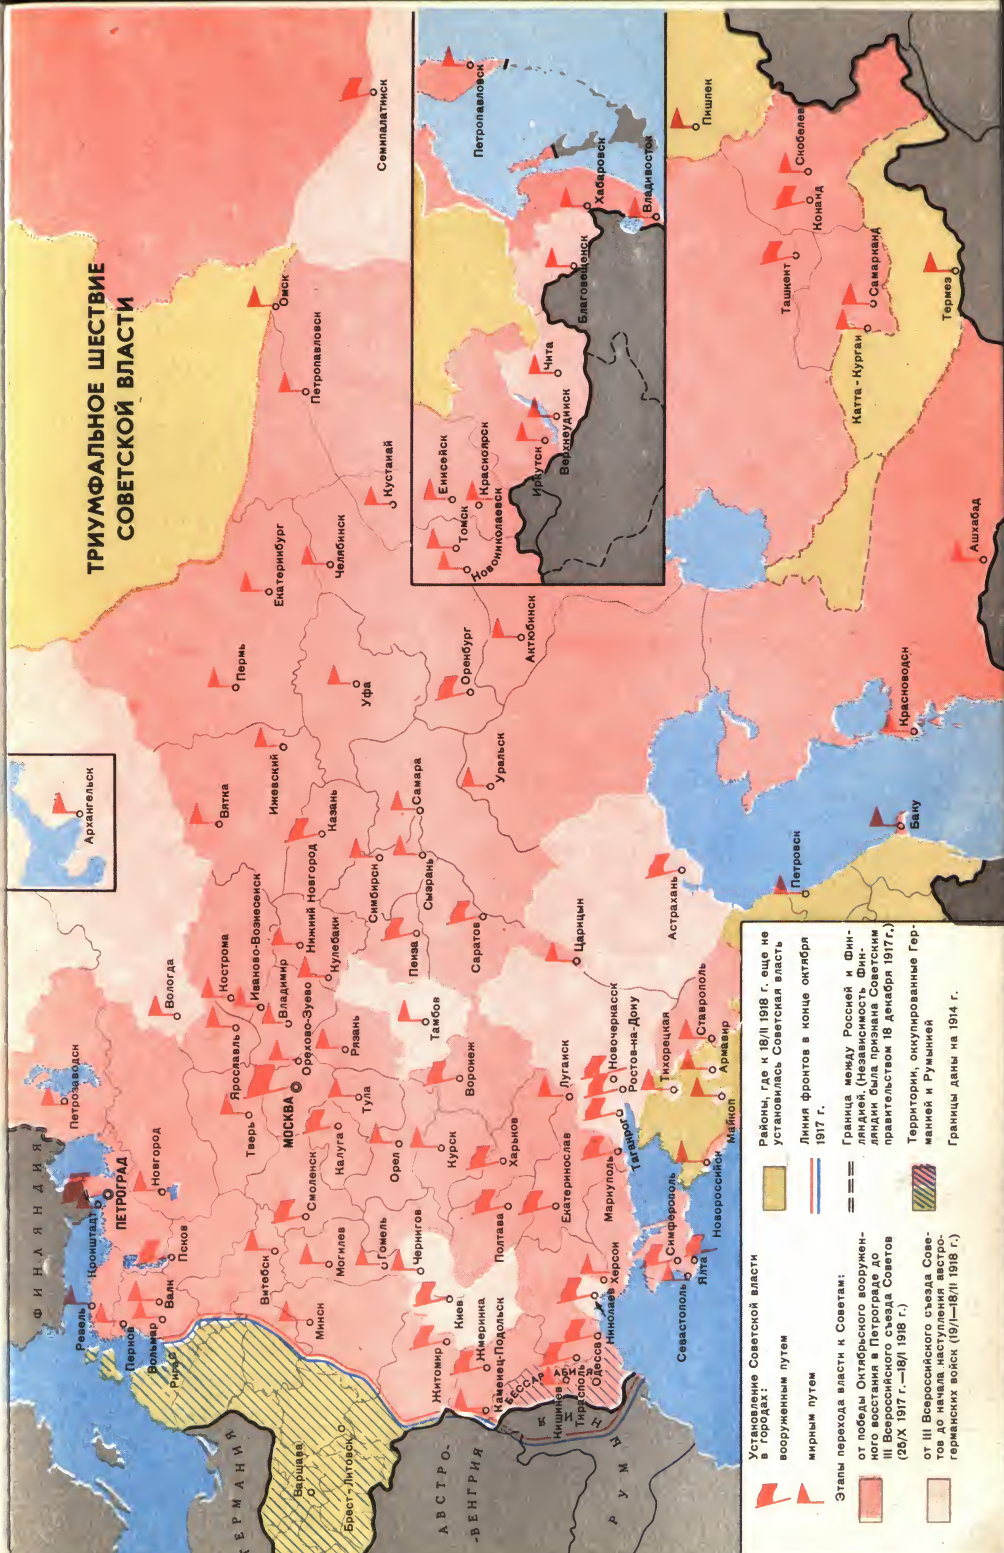 ТРИУМФАЛЬНОЕ ШЕСТВИЕ
СОВЕТСКОЙ ВЛАСТИ
Архангельск
ФИНЛЯНДИЯ
Петрозаводск
Вологда
Кронштадт
ПЕТРОГРАД
Новгород
Ревель
Псков
Пернов
Валк
Вольмар
Рига
Кострома
Иваново-Вознесенск
Ярославль
Владимир
Орехово-Зуево
Тверь
МОСКВА
Нижний Новгород
Кулебаки
Рязань
Тула
Калуга
Смоленск
Витебск
Могилев
Минск
Гомель
Чернигов
Орел
Курск
Воронеж
Тамбов
Пенза
Саратов
Сызрань
Симбирск
Самара
Казань
Вятка
Ижевский
Пермь
Уфа
Екатеринбург
Челябинск
Кустанай
Петропавловск
Омск
Семипалатинск
Оренбург
Актюбинск
Уральск
Царицын
Астрахань
ГЕРМАНИЯ
Варшава
Брест-Литовск
АВСТРО-
-ВЕНГРИЯ
РУМЫНИЯ
Киев
Житомир
Жмеринка
Каменец-Подольск
БЕССАРАБИЯ
Кишинев
Тирасполь
Одесса
Николаев
Херсон
Полтава
Харьков
Екатеринослав
Луганск
Мариуполь
Таганрог
Ростов-на-Дону
Новочеркасск
Тихорецкая
Ставрополь
Армавир
Майкоп
Новороссийск
Симферополь
Севастополь
Ялта
Петровск
Баку
Красноводск
Ашхабад
Петропавловск
Хабаровск
Владивосток
Благовещенск
Чита
Верхнеудинск
Иркутск
Енисейск
Красноярск
Томск
Новониколаевск
Пишпек
Скобелев
Коканд
Ташкент
Самарканд
Катта-Курган
Термез
Установление Советской власти
в городах:
вооруженным путем
мирным путем
Этапы перехода власти к Советам:
от победы Октябрьского вооружен-
ного восстания в Петрограде до
III Всероссийского съезда Советов
(25/X 1917 г.—18/I 1918 г.)
от III Всероссийского съезда Сове-
тов до начала наступления австро-
германских войск (19/I—18/II 1918 г.)
Районы, где к 18/II 1918 г. еще не
установилась Советская власть
Линия фронтов в конце октября
1917 г.
Граница между Россией и Фин-
ляндией. (Независимость Фин-
ляндии была признана Советским
правительством 18 декабря 1917 г.)
Территории, оккупированные Гер-
манией и Румынией
Границы даны на 1914 г.